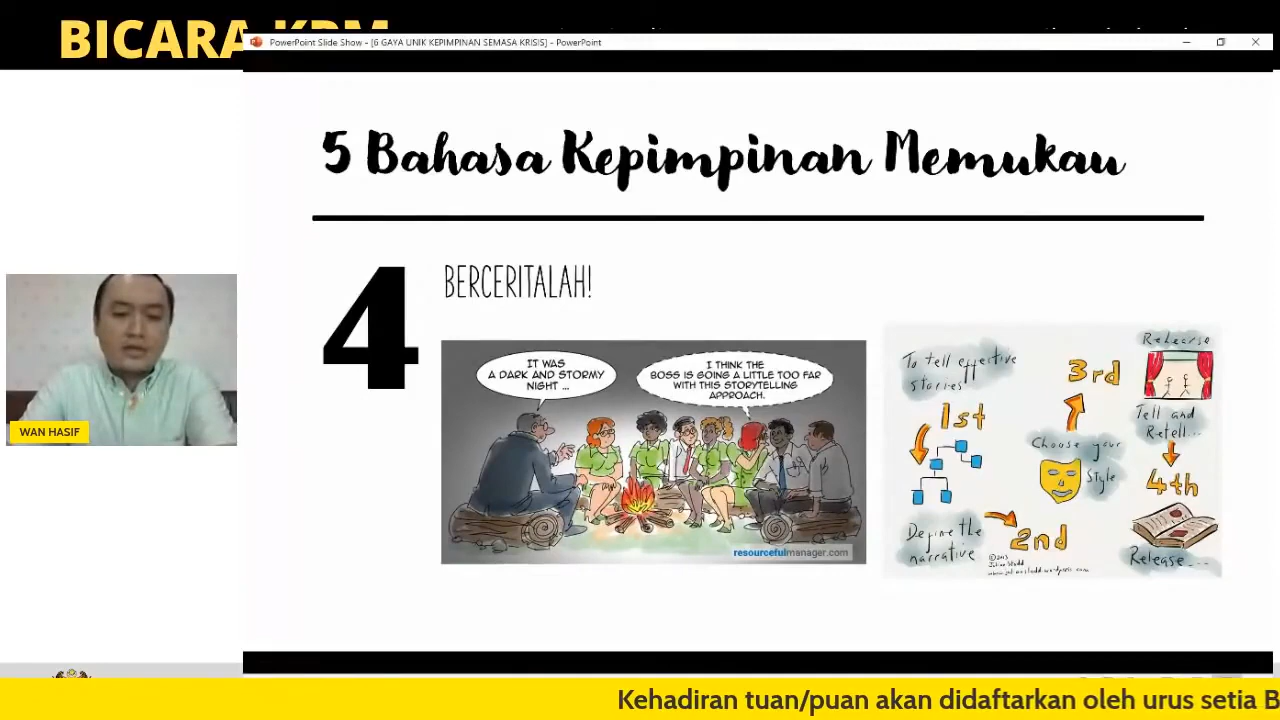 BICARA KPM
PowerPoint Slide Show - [6 GAYA UNIK KEPIMPINAN SEMASA KRISIS] - PowerPoint
5 Bahasa Kepimpinan Memukau
4
BERCERITALAH!
IT WAS
A DARK AND STORMY
NIGHT ...
I THINK THE
BOSS IS GOING A LITTLE TOO FAR
WITH THIS STORYTELLING
APPROACH.
resourcefulmanager.com
To tell effective
stories
1st
Define the
narrative
2nd
Choose your
Style
3rd
Rehearse
Tell and
Retell...
4th
Release...
©2013
WAN HASIF
Kehadiran tuan/puan akan didaftarkan oleh urus setia B